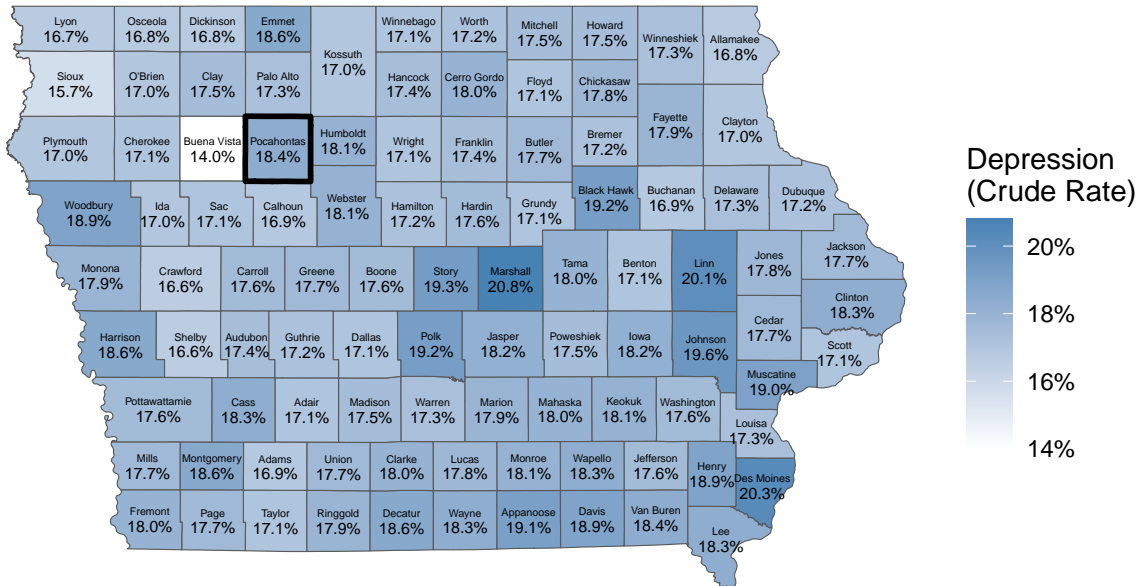 Lyon
16.7%
Osceola
16.8%
Dickinson
16.8%
Emmet
18.6%
Kossuth
17.0%
Winnebago
17.1%
Worth
17.2%
Mitchell
17.5%
Howard
17.5%
Winneshiek
17.3%
Allamakee
16.8%
Sioux
15.7%
O'Brien
17.0%
Clay
17.5%
Palo Alto
17.3%
Hancock
17.4%
Cerro Gordo
18.0%
Floyd
17.1%
Chickasaw
17.8%
Fayette
17.9%
Clayton
17.0%
Plymouth
17.0%
Cherokee
17.1%
Buena Vista
14.0%
Pocahontas
18.4%
Humboldt
18.1%
Wright
17.1%
Franklin
17.4%
Butler
17.7%
Bremer
17.2%
Woodbury
18.9%
Ida
17.0%
Sac
17.1%
Calhoun
16.9%
Webster
18.1%
Hamilton
17.2%
Hardin
17.6%
Grundy
17.1%
Black Hawk
19.2%
Buchanan
16.9%
Delaware
17.3%
Dubuque
17.2%
Monona
17.9%
Crawford
16.6%
Carroll
17.6%
Greene
17.7%
Boone
17.6%
Story
19.3%
Marshall
20.8%
Tama
18.0%
Benton
17.1%
Linn
20.1%
Jones
17.8%
Jackson
17.7%
Clinton
18.3%
Harrison
18.6%
Shelby
16.6%
Audubon
17.4%
Guthrie
17.2%
Dallas
17.1%
Polk
19.2%
Jasper
18.2%
Poweshiek
17.5%
Iowa
18.2%
Johnson
19.6%
Cedar
17.7%
Scott
17.1%
Muscatine
19.0%
Pottawattamie
17.6%
Cass
18.3%
Adair
17.1%
Madison
17.5%
Warren
17.3%
Marion
17.9%
Mahaska
18.0%
Keokuk
18.1%
Washington
17.6%
Louisa
17.3%
Mills
17.7%
Montgomery
18.6%
Adams
16.9%
Union
17.7%
Clarke
18.0%
Lucas
17.8%
Monroe
18.1%
Wapello
18.3%
Jefferson
17.6%
Henry
18.9%
Des Moines
20.3%
Fremont
18.0%
Page
17.7%
Taylor
17.1%
Ringgold
17.9%
Decatur
18.6%
Wayne
18.3%
Appanoose
19.1%
Davis
18.9%
Van Buren
18.4%
Lee
18.3%
Depression
(Crude Rate)
20%
18%
16%
14%